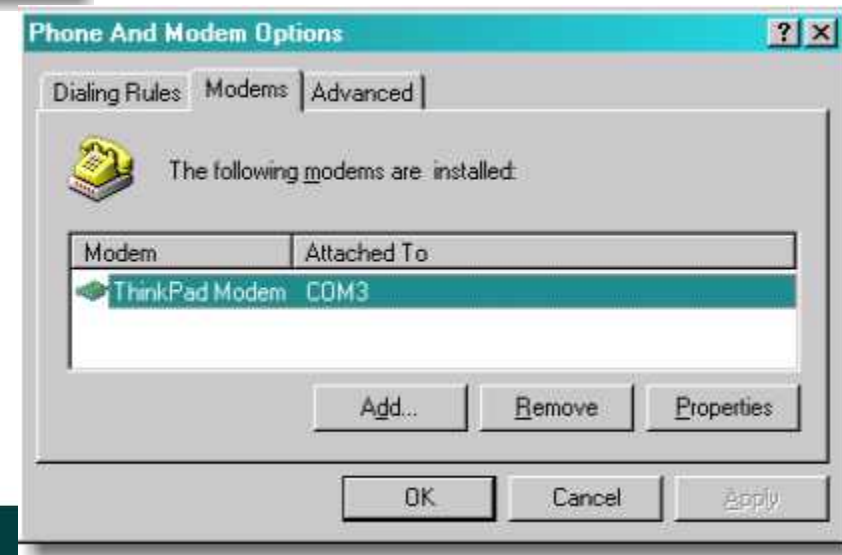 Phone And Modem Options
Dialing Rules Modems Advanced
The following modems are installed:
Modem Attached To
ThinkPad Modem COM3
Add... Remove Properties
OK Cancel Apply